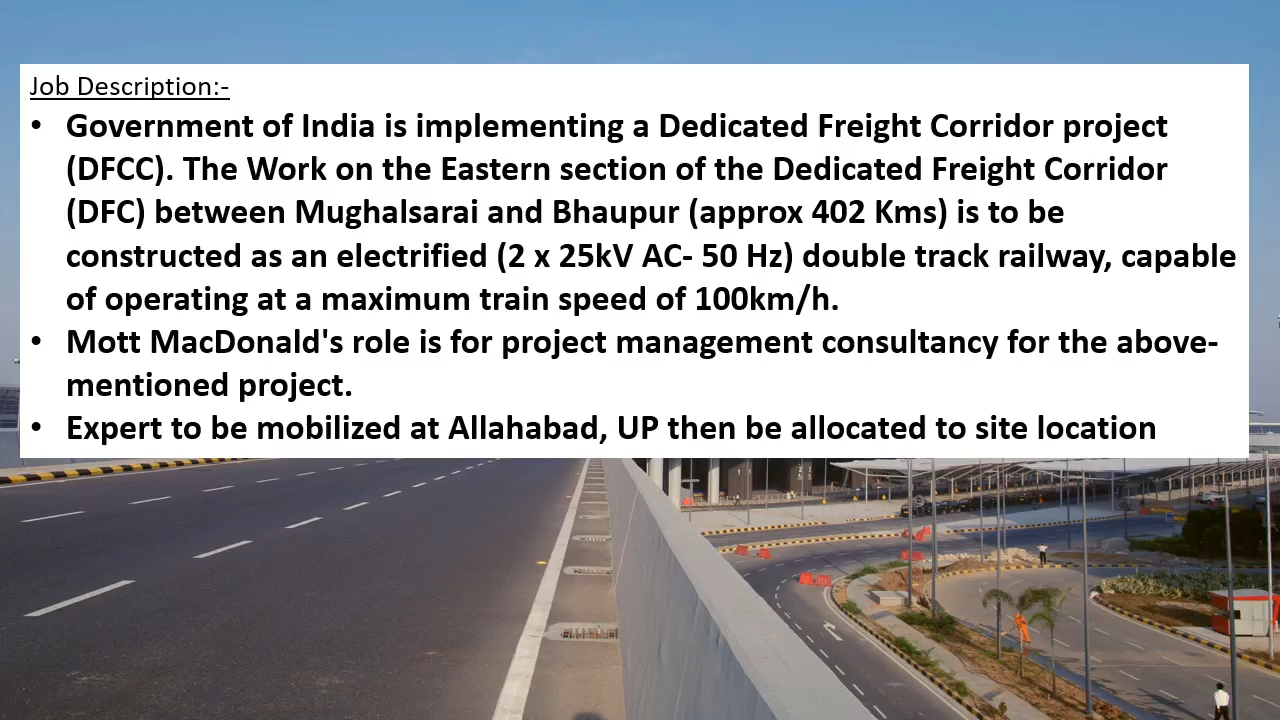 Job Description:-
• Government of India is implementing a Dedicated Freight Corridor project
(DFCC). The Work on the Eastern section of the Dedicated Freight Corridor
(DFC) between Mughalsarai and Bhaupur (approx 402 Kms) is to be
constructed as an electrified (2 x 25kV AC- 50 Hz) double track railway, capable
of operating at a maximum train speed of 100km/h.
• Mott MacDonald's role is for project management consultancy for the above-
mentioned project.
• Expert to be mobilized at Allahabad, UP then be allocated to site location